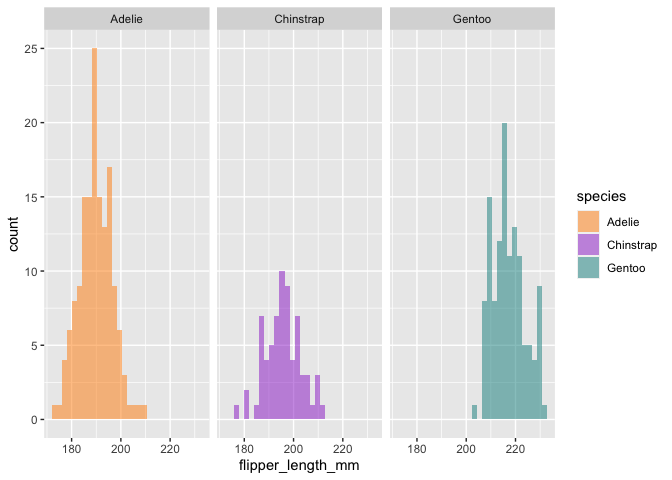 Adelie Chinstrap Gentoo
25
20
15
10
5
0
count
180 200 220 180 200 220 180 200 220
flipper_length_mm
species
Adelie
Chinstrap
Gentoo